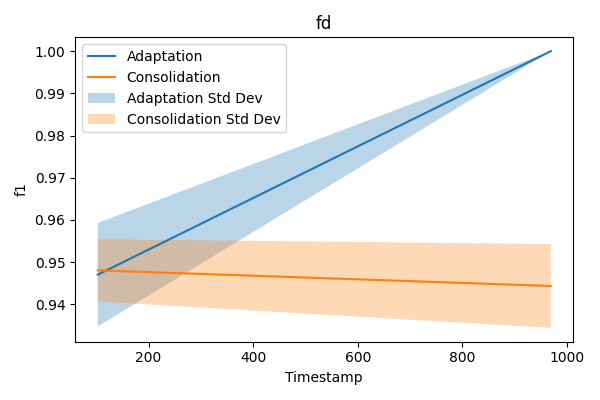 fd
Adaptation
Consolidation
Adaptation Std Dev
Consolidation Std Dev
1.00
0.99
0.98
0.97
0.96
0.95
0.94
f1
200
400
600
800
1000
Timestamp